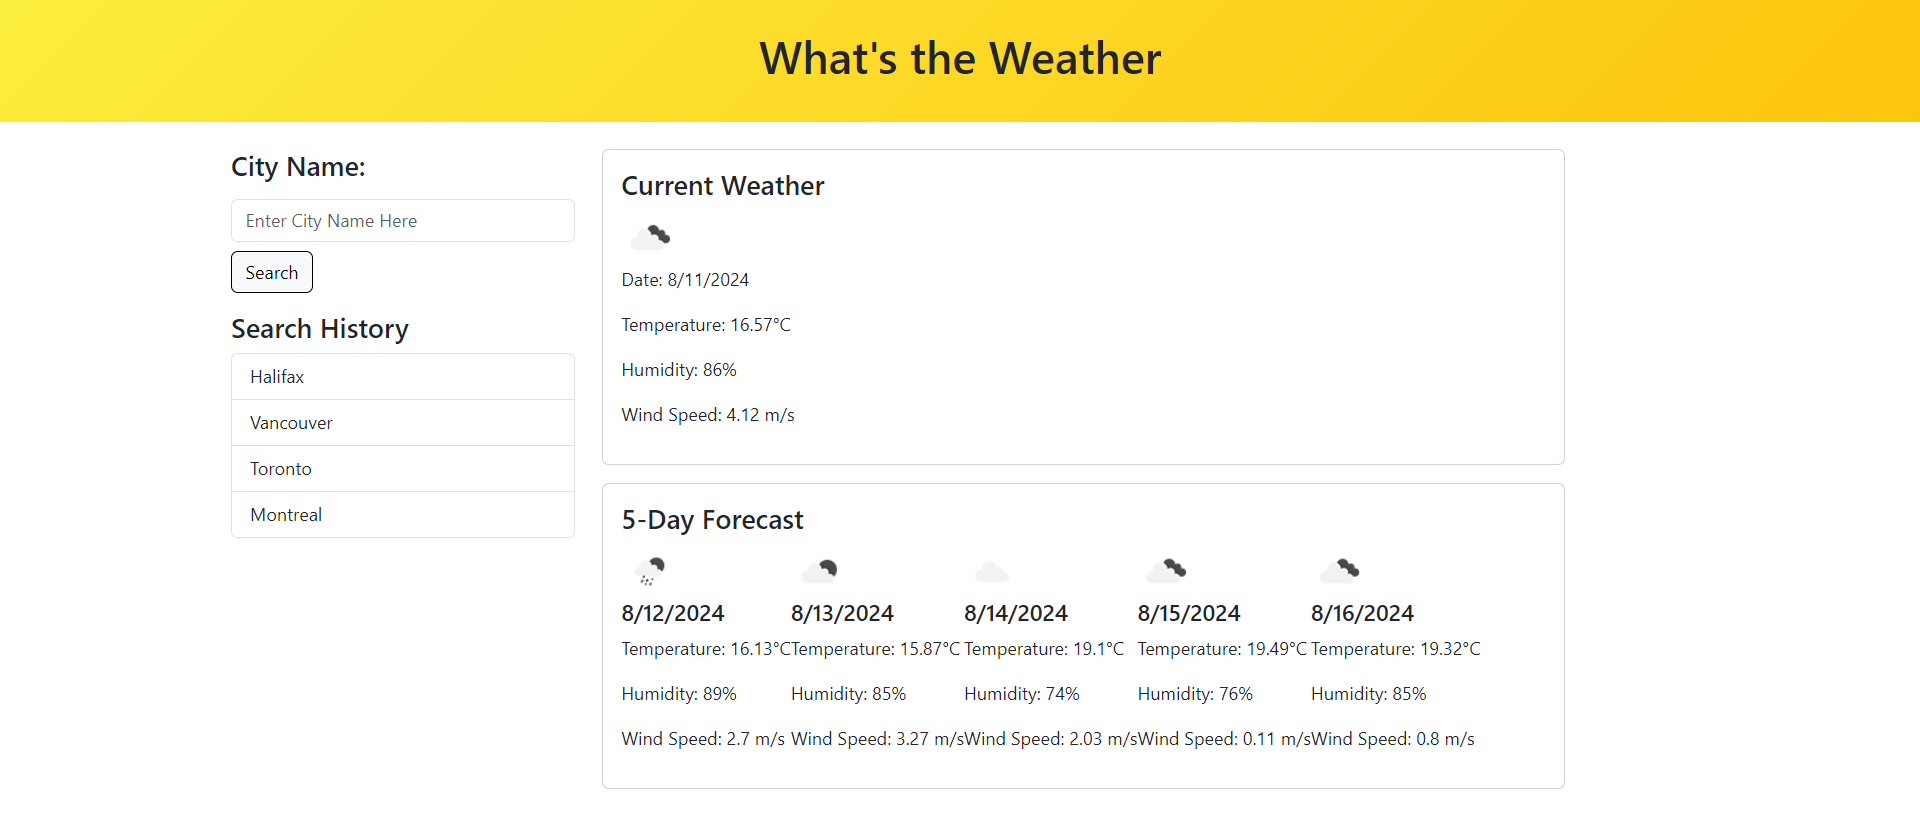 What's the Weather
City Name:
Enter City Name Here
Search
Search History
Halifax
Vancouver
Toronto
Montreal
Current Weather
Date: 8/11/2024
Temperature: 16.57°C
Humidity: 86%
Wind Speed: 4.12 m/s
5-Day Forecast
8/12/2024 8/13/2024 8/14/2024 8/15/2024 8/16/2024
Temperature: 16.13°C Temperature: 15.87°C Temperature: 19.1°C Temperature: 19.49°C Temperature: 19.32°C
Humidity: 89% Humidity: 85% Humidity: 74% Humidity: 76% Humidity: 85%
Wind Speed: 2.7 m/s Wind Speed: 3.27 m/s Wind Speed: 2.03 m/s Wind Speed: 0.11 m/s Wind Speed: 0.8 m/s